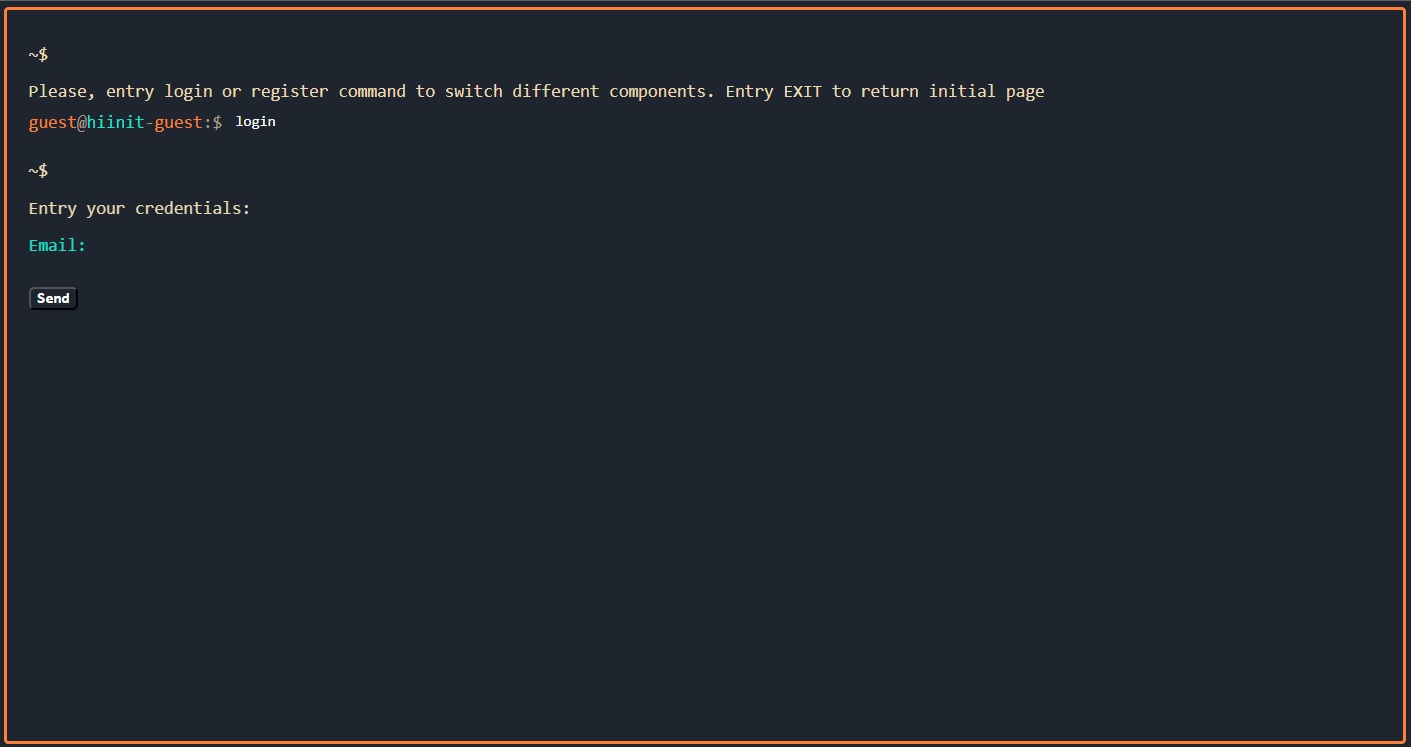 ~$
Please, entry login or register command to switch different components. Entry EXIT to return initial page
guest@hiinit-guest:$ login
~$
Entry your credentials:
Email:
Send